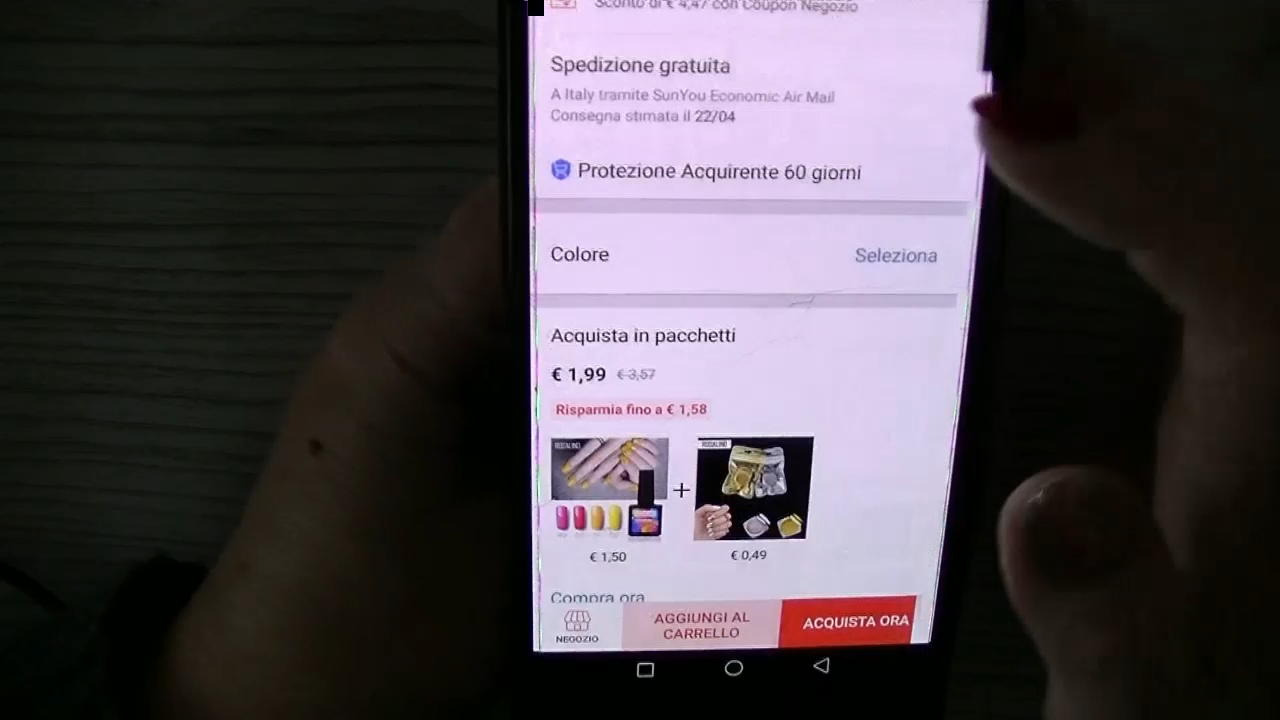 Sconto di € 4,47 con Coupon Negozio
Spedizione gratuita
A Italy tramite SunYou Economic Air Mail
Consegna stimata il 22/04
Protezione Acquirente 60 giorni
Colore Seleziona
Acquista in pacchetti
€ 1,99 € 3,57
Risparmia fino a € 1,58
+
€ 1,50 € 0,49
Compra ora
NEGOZIO
AGGIUNGI AL
CARRELLO
ACQUISTA ORA